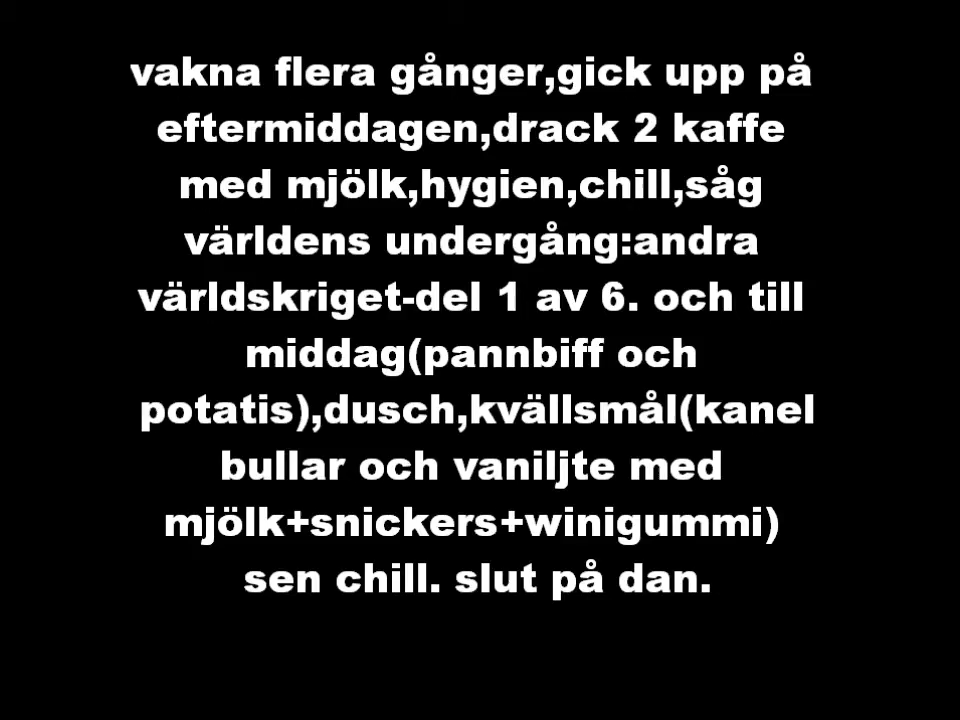 vakna flera gånger,gick upp på
eftermiddagen,drack 2 kaffe
med mjölk,hygien,chill,såg
världens undergång:andra
världskriget-del 1 av 6. och till
middag(pannbiff och
potatis),dusch,kvällsmål(kanel
bullar och vaniljte med
mjölk+snickers+winigummi)
sen chill. slut på dan.